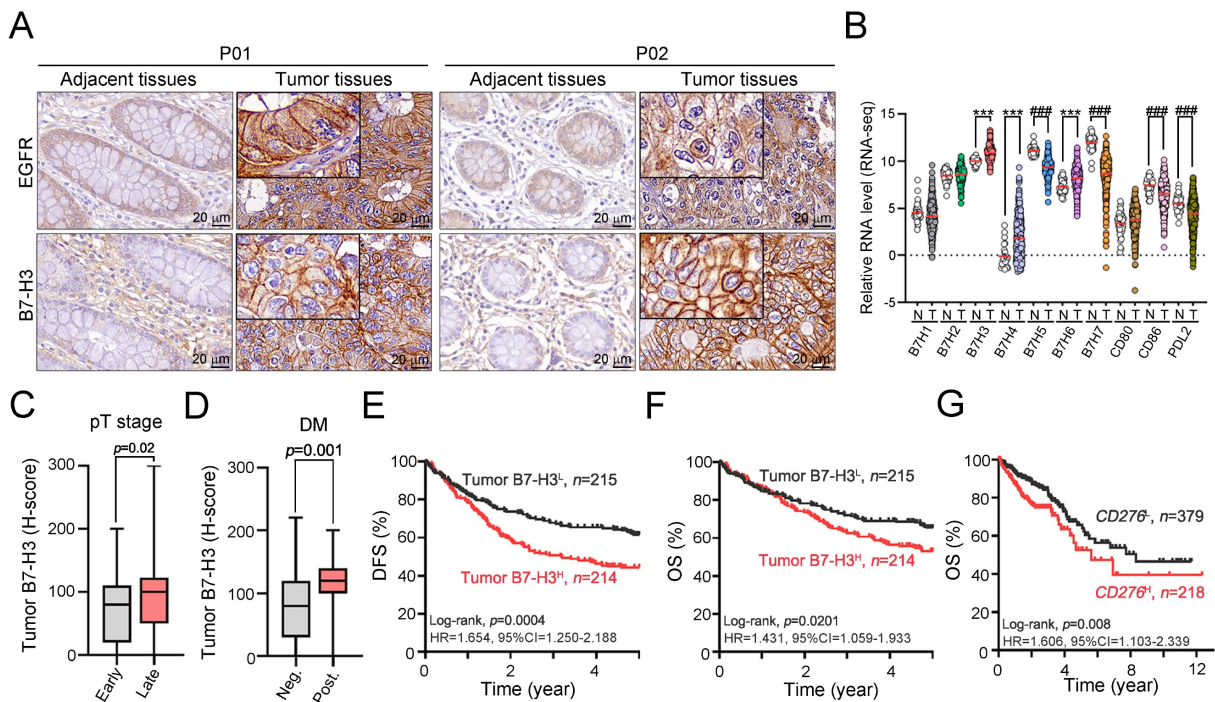 A
P01
P02
Adjacent tissues
Tumor tissues
Adjacent tissues
Tumor tissues
EGFR
20 μm
20 μm
20 μm
20 μm
B7-H3
20 μm
20 μm
20 μm
20 μm
B
Relative RNA level (RNA-seq)
15
10
5
0
-5
*** *** ### *** ### ### ###
N T N T N T N T N T N T N T N T N T N T
B7H1
B7H2
B7H3
B7H4
B7H5
B7H6
B7H7
CD80
CD86
PDL2
C
pT stage
p=0.02
Tumor B7-H3 (H-score)
300
200
100
0
Early
Late
D
DM
p=0.001
Tumor B7-H3 (H-score)
300
200
100
0
Neg.
Post.
E
DFS (%)
100
80
60
40
20
0
Tumor B7-H3ᴸ, n=215
Tumor B7-H3ᴴ, n=214
Log-rank, p=0.0004
HR=1.654, 95%CI=1.250-2.188
0 2 4
Time (year)
F
OS (%)
100
80
60
40
20
0
Tumor B7-H3ᴸ, n=215
Tumor B7-H3ᴴ, n=214
Log-rank, p=0.0201
HR=1.431, 95%CI=1.059-1.933
0 2 4
Time (year)
G
OS (%)
100
80
60
40
20
0
CD276ᴸ, n=379
CD276ᴴ, n=218
Log-rank, p=0.008
HR=1.606, 95%CI=1.103-2.339
0 4 8 12
Time (year)